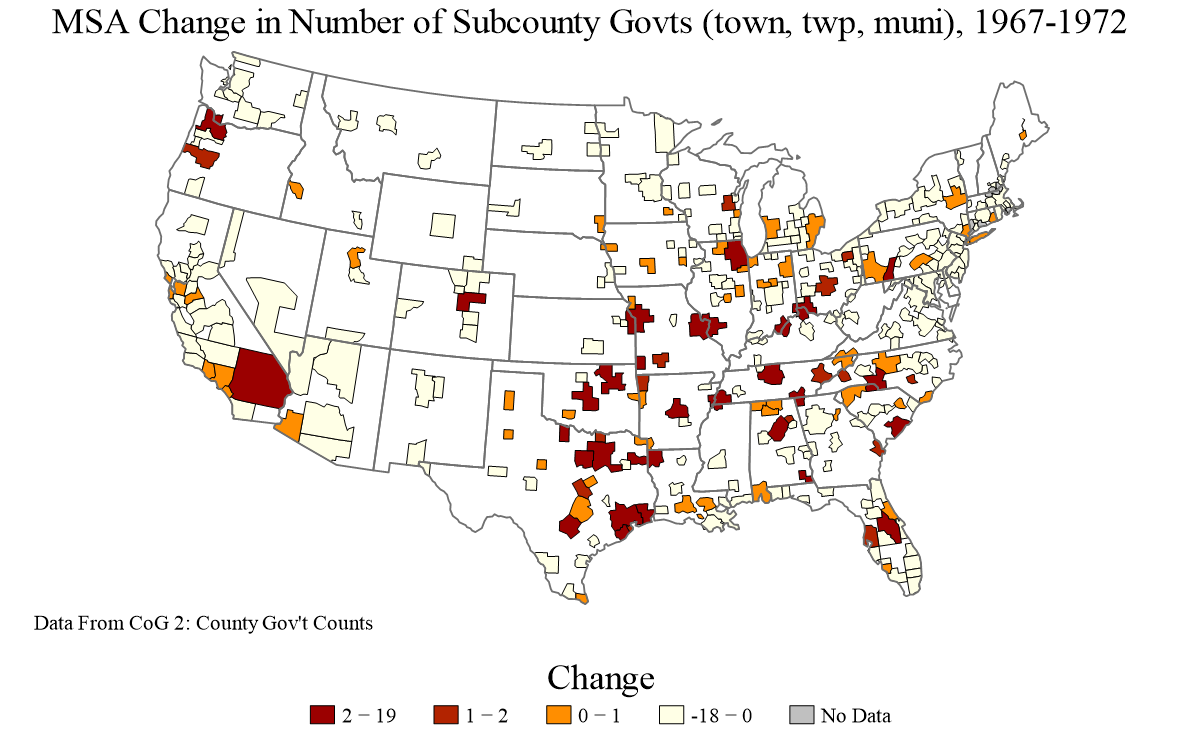 MSA Change in Number of Subcounty Govts (town, twp, muni), 1967-1972
Data From CoG 2: County Gov't Counts
Change
2 − 19
1 − 2
0 − 1
-18 − 0
No Data